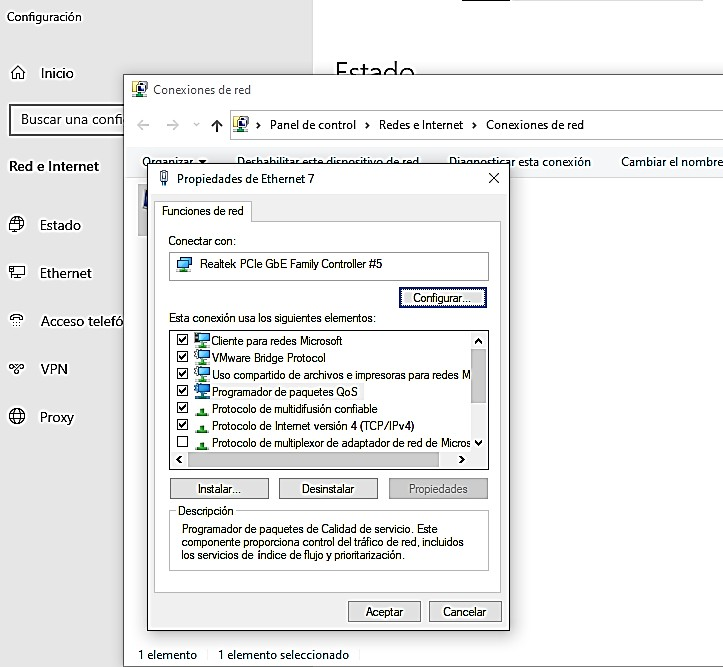 Configuración
Inicio
Buscar una confi
Red e Internet
Estado
Ethernet
Acceso telefó
VPN
Proxy
Estado
Conexiones de red
Panel de control > Redes e Internet > Conexiones de red
Organizar Deshabilitar este dispositivo de red Diagnosticar esta conexión Cambiar el nombre
Propiedades de Ethernet 7
Funciones de red
Conectar con:
Realtek PCIe GbE Family Controller #5
Configurar...
Esta conexión usa los siguientes elementos:
Cliente para redes Microsoft
VMware Bridge Protocol
Uso compartido de archivos e impresoras para redes M
Programador de paquetes QoS
Protocolo de multidifusión confiable
Protocolo de Internet versión 4 (TCP/IPv4)
Protocolo de multiplexor de adaptador de red de Micros
Instalar... Desinstalar Propiedades
Descripción
Programador de paquetes de Calidad de servicio. Este
componente proporciona control del tráfico de red, incluidos
los servicios de índice de flujo y prioritarización.
Aceptar Cancelar
1 elemento 1 elemento seleccionado